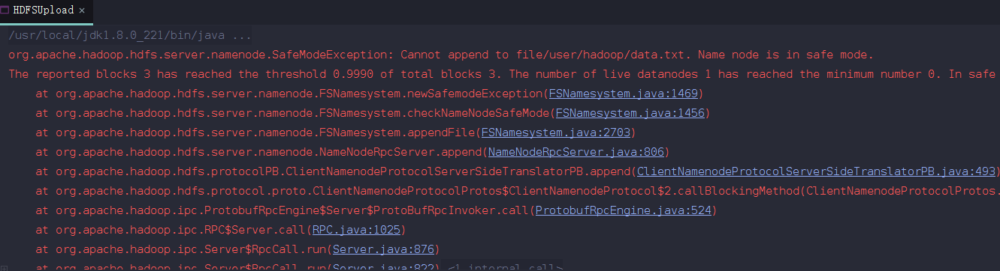 HDFSUpload ×
/usr/local/jdk1.8.0_221/bin/java ...
org.apache.hadoop.hdfs.server.namenode.SafeModeException: Cannot append to file/user/hadoop/data.txt. Name node is in safe mode.
The reported blocks 3 has reached the threshold 0.9990 of total blocks 3. The number of live datanodes 1 has reached the minimum number 0. In safe
at org.apache.hadoop.hdfs.server.namenode.FSNamesystem.newSafemodeException(FSNamesystem.java:1469)
at org.apache.hadoop.hdfs.server.namenode.FSNamesystem.checkNameNodeSafeMode(FSNamesystem.java:1456)
at org.apache.hadoop.hdfs.server.namenode.FSNamesystem.appendFile(FSNamesystem.java:2703)
at org.apache.hadoop.hdfs.server.namenode.NameNodeRpcServer.append(NameNodeRpcServer.java:806)
at org.apache.hadoop.hdfs.protocolPB.ClientNamenodeProtocolServerSideTranslatorPB.append(ClientNamenodeProtocolServerSideTranslatorPB.java:493)
at org.apache.hadoop.hdfs.protocol.proto.ClientNamenodeProtocolProtos$ClientNamenodeProtocol$2.callBlockingMethod(ClientNamenodeProtocolProtos.
at org.apache.hadoop.ipc.ProtobufRpcEngine$Server$ProtoBufRpcInvoker.call(ProtobufRpcEngine.java:524)
at org.apache.hadoop.ipc.RPC$Server.call(RPC.java:1025)
at org.apache.hadoop.ipc.Server$RpcCall.run(Server.java:876)
at org.apache.hadoop.ipc.Server$RpcCall.run(Server.java:822) <1 internal call>